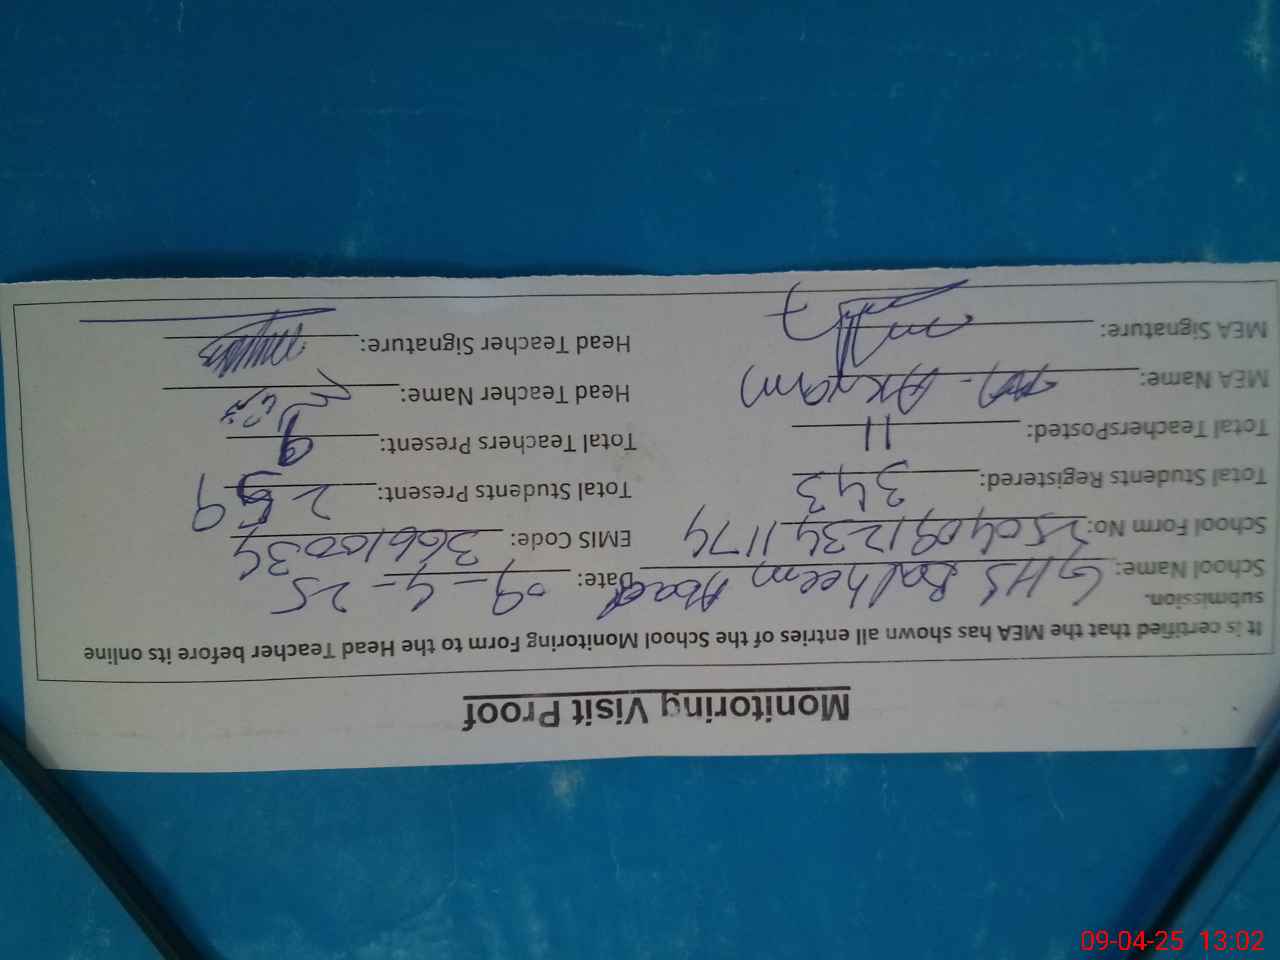 Monitoring Visit Proof
It is certified that the MEA has shown all entries of the School Monitoring Form to the Head Teacher before its online
submission.
School Name: GHS Raheem Abad Date: 09-4-25
School Form No: 250409123411174 EMIS Code: 36610034
Total Students Registered: 343 Total Students Present: 259
Total TeachersPosted: 11 Total Teachers Present: 9
MEA Name: M. Akram Head Teacher Name:
MEA Signature: Head Teacher Signature:
09-04-25 13:02